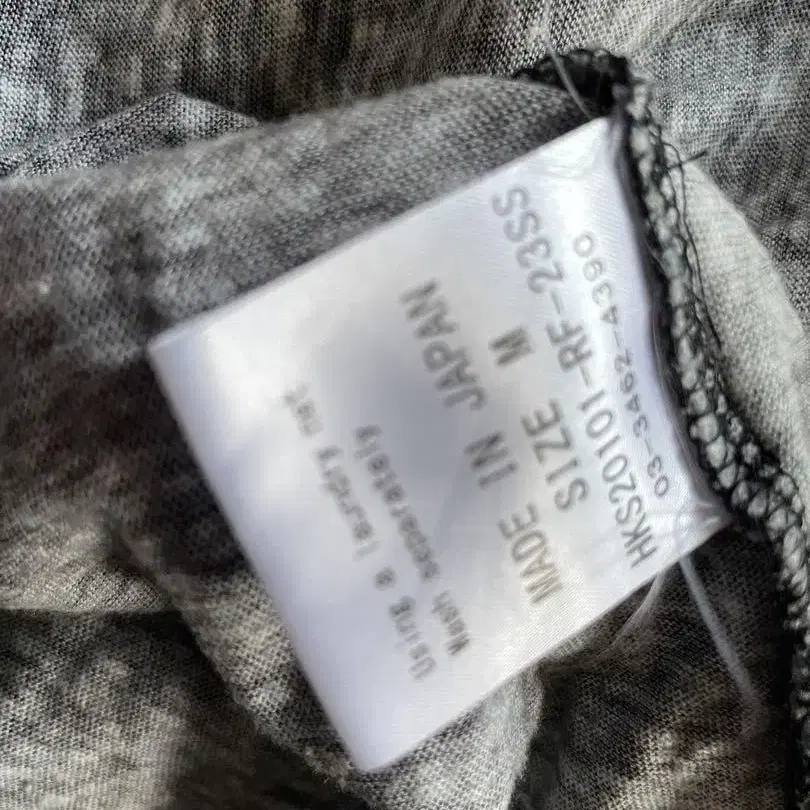 Using a laundry net.
Wash separately
MADE IN JAPAN
SIZE M
HKS20101-RF-23SS
03-3462-4390